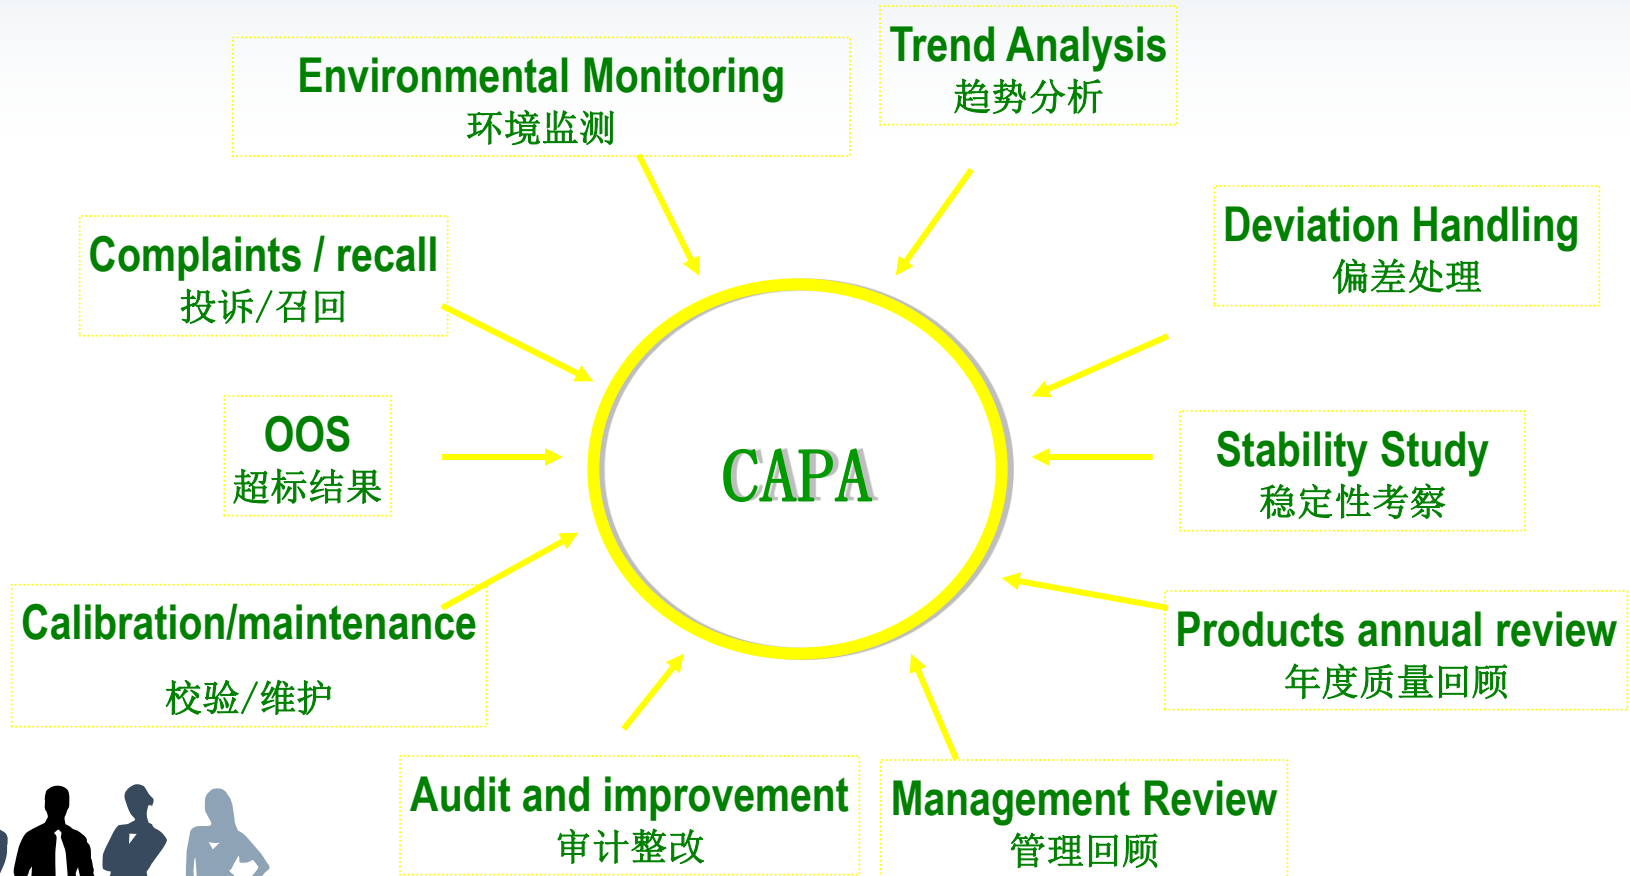 Trend Analysis
趋势分析
Environmental Monitoring
环境监测
Deviation Handling
偏差处理
Complaints / recall
投诉/召回
OOS
超标结果
CAPA
Stability Study
稳定性考察
Calibration/maintenance
校验/维护
Products annual review
年度质量回顾
Audit and improvement
审计整改
Management Review
管理回顾